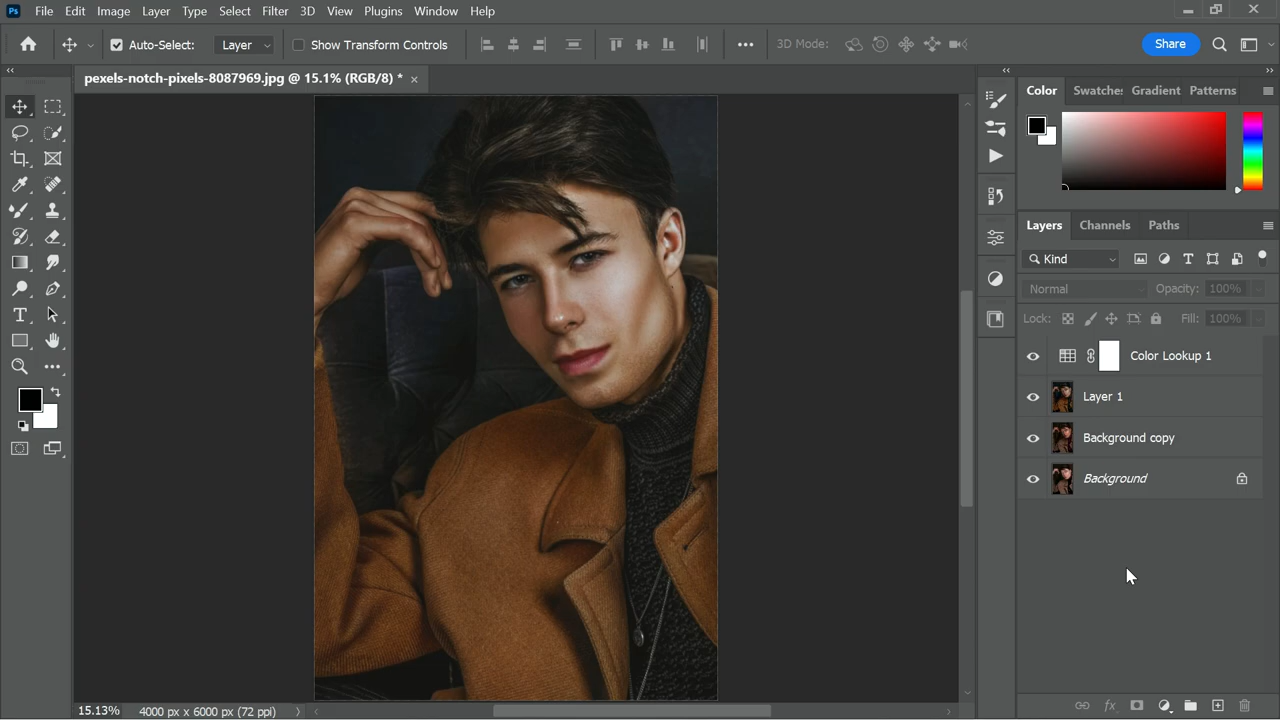 Ps File Edit Image Layer Type Select Filter 3D View Plugins Window Help
Auto-Select: Layer Show Transform Controls 3D Mode: Share
pexels-notch-pixels-8087969.jpg @ 15.1% (RGB/8) *
Color Swatches Gradient Patterns
Layers Channels Paths
Kind
Normal Opacity: 100%
Lock: Fill: 100%
Color Lookup 1
Layer 1
Background copy
Background
15.13% 4000 px x 6000 px (72 ppi)